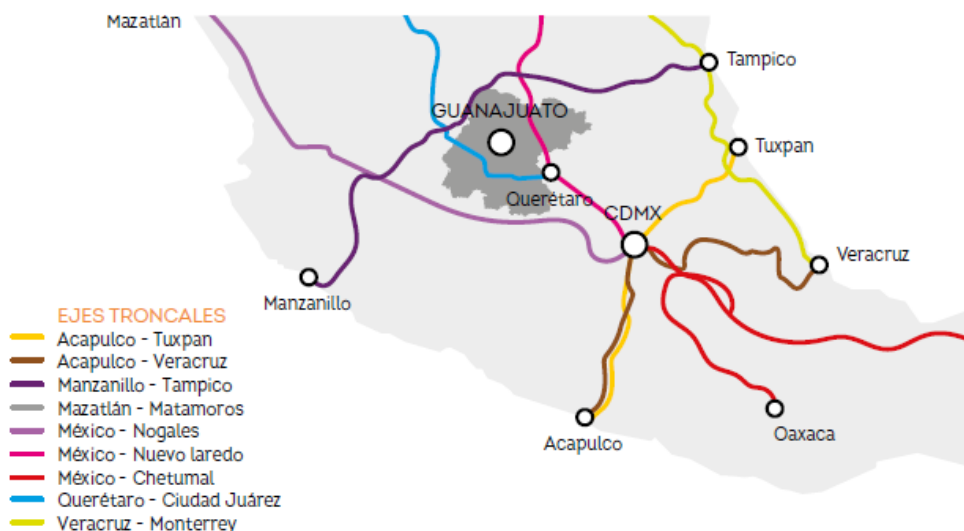 Mazatlán
Tampico
GUANAJUATO
Tuxpan
Querétaro
CDMX
Veracruz
Manzanillo
Acapulco
Oaxaca
EJES TRONCALES
Acapulco - Tuxpan
Acapulco - Veracruz
Manzanillo - Tampico
Mazatlán - Matamoros
México - Nogales
México - Nuevo laredo
México - Chetumal
Querétaro - Ciudad Juárez
Veracruz - Monterrey